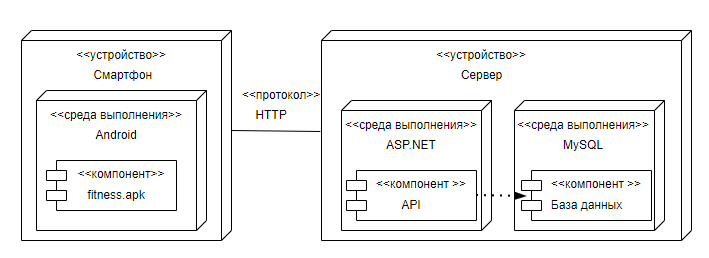 <<устройство>>
Смартфон
<<среда выполнения>>
Android
<<компонент>>
fitness.apk
<<протокол>>
HTTP
<<устройство>>
Сервер
<<среда выполнения>>
ASP.NET
<<компонент >>
API
<<среда выполнения>>
MySQL
<<компонент >>
База данных